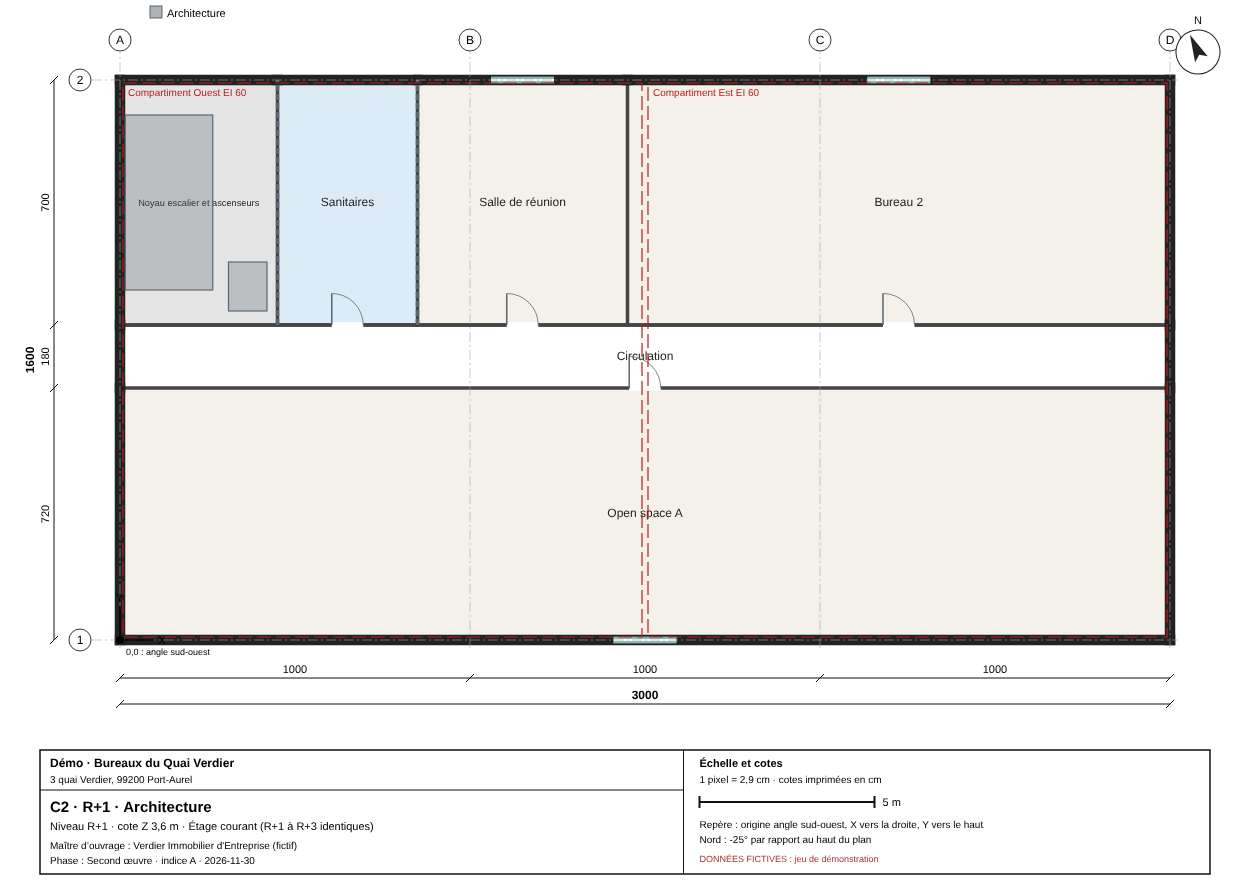 Architecture
N
A
B
C
D
2
Compartiment Ouest EI 60
Compartiment Est EI 60
700
Noyau escalier et ascenseurs
Sanitaires
Salle de réunion
Bureau 2
1600
180
Circulation
720
Open space A
1
0,0 : angle sud-ouest
1000
1000
1000
3000
Démo · Bureaux du Quai Verdier
3 quai Verdier, 99200 Port-Aurel
C2 · R+1 · Architecture
Niveau R+1 · cote Z 3,6 m · Étage courant (R+1 à R+3 identiques)
Maître d'ouvrage : Verdier Immobilier d'Entreprise (fictif)
Phase : Second œuvre · indice A · 2026-11-30
Échelle et cotes
1 pixel = 2,9 cm · cotes imprimées en cm
5 m
Repère : origine angle sud-ouest, X vers la droite, Y vers le haut
Nord : -25° par rapport au haut du plan
DONNÉES FICTIVES : jeu de démonstration